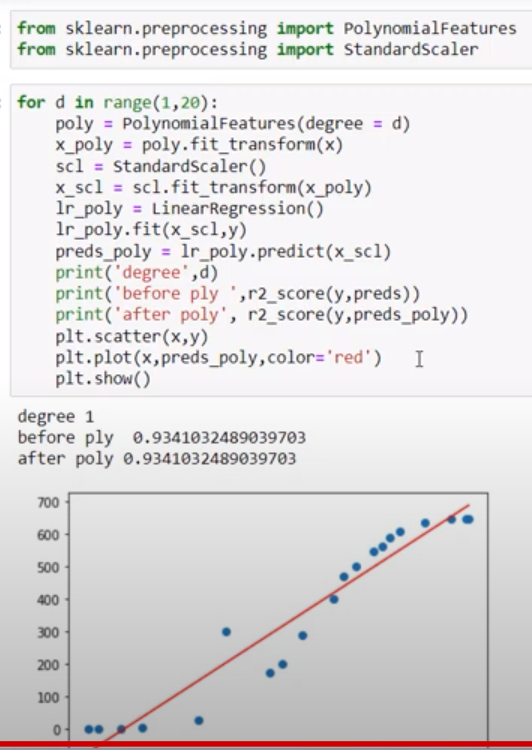 from sklearn.preprocessing import PolynomialFeatures
from sklearn.preprocessing import StandardScaler
for d in range(1,20):
    poly = PolynomialFeatures(degree = d)
    x_poly = poly.fit_transform(x)
    scl = StandardScaler()
    x_scl = scl.fit_transform(x_poly)
    lr_poly = LinearRegression()
    lr_poly.fit(x_scl,y)
    preds_poly = lr_poly.predict(x_scl)
    print('degree',d)
    print('before ply ',r2_score(y,preds))
    print('after poly', r2_score(y,preds_poly))
    plt.scatter(x,y)
    plt.plot(x,preds_poly,color='red')
    plt.show()
degree 1
before ply  0.9341032489039703
after poly 0.9341032489039703
700
600
500
400
300
200
100
0